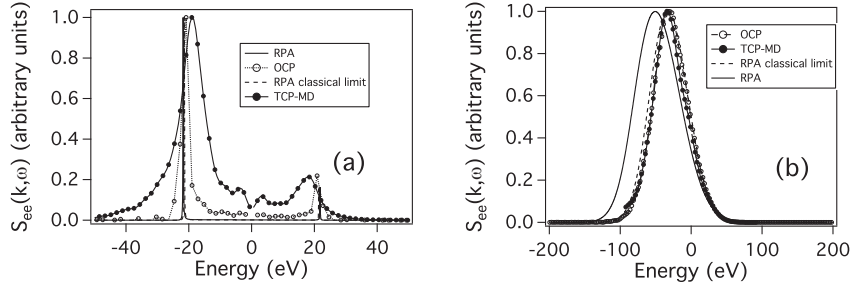 S_ee(k,ω) (arbitrary units)
1.0
0.8
0.6
0.4
0.2
0.0
-40
-20
0
20
40
Energy (eV)
RPA
OCP
RPA classical limit
TCP-MD
(a)
S_ee(k,ω) (arbitrary units)
1.0
0.8
0.6
0.4
0.2
0.0
-200
-100
0
100
200
Energy (eV)
OCP
TCP-MD
RPA classical limit
RPA
(b)